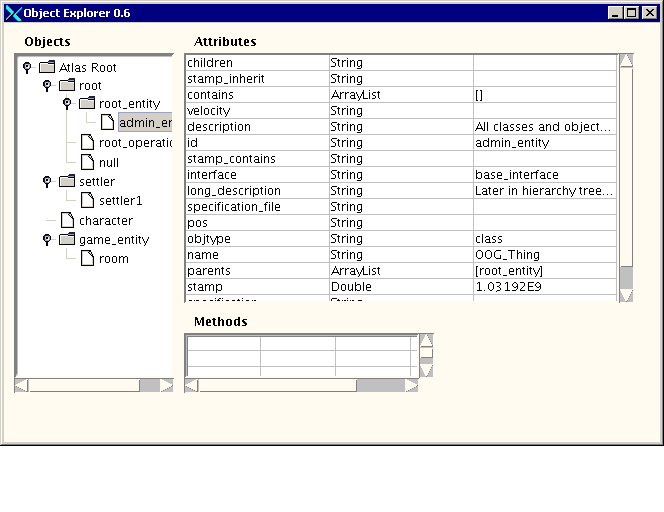 Object Explorer 0.6
Objects
Atlas Root
root
root_entity
admin_en
root_operatio
null
settler
settler1
character
game_entity
room
Attributes
children String
stamp_inherit String
contains ArrayList []
velocity String
description String All classes and object...
id String admin_entity
stamp_contains String
interface String base_interface
long_description String Later in hierarchy tree...
specification_file String
pos String
objtype String class
name String OOG_Thing
parents ArrayList [root_entity]
stamp Double 1.03192E9
specification String
Methods